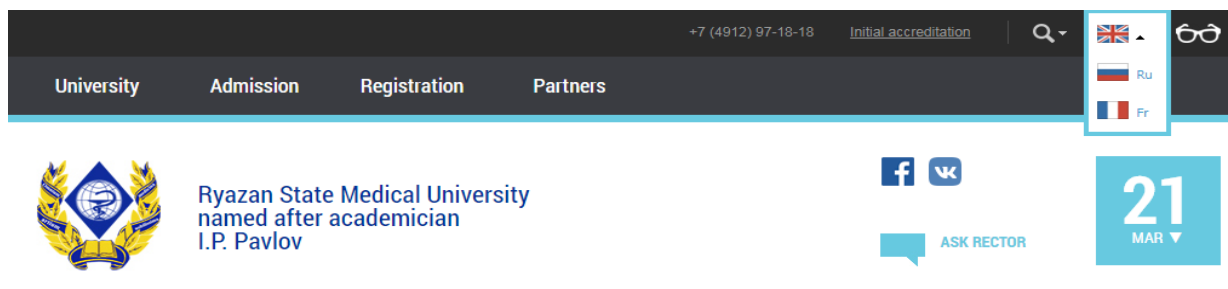 +7 (4912) 97-18-18 Initial accreditation
University Admission Registration Partners
Ru
Fr
Ryazan State Medical University
named after academician
I.P. Pavlov
ASK RECTOR
21
MAR